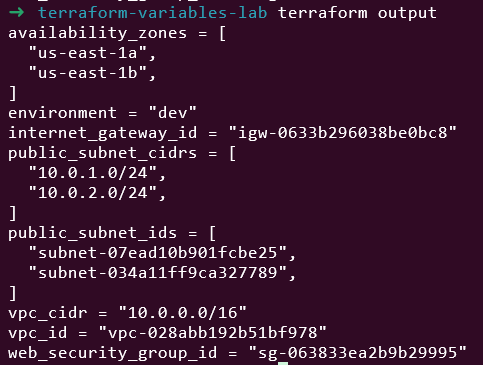 ➜ terraform-variables-lab terraform output
availability_zones = [
  "us-east-1a",
  "us-east-1b",
]
environment = "dev"
internet_gateway_id = "igw-0633b296038be0bc8"
public_subnet_cidrs = [
  "10.0.1.0/24",
  "10.0.2.0/24",
]
public_subnet_ids = [
  "subnet-07ead10b901fcbe25",
  "subnet-034a11ff9ca327789",
]
vpc_cidr = "10.0.0.0/16"
vpc_id = "vpc-028abb192b51bf978"
web_security_group_id = "sg-063833ea2b9b29995"